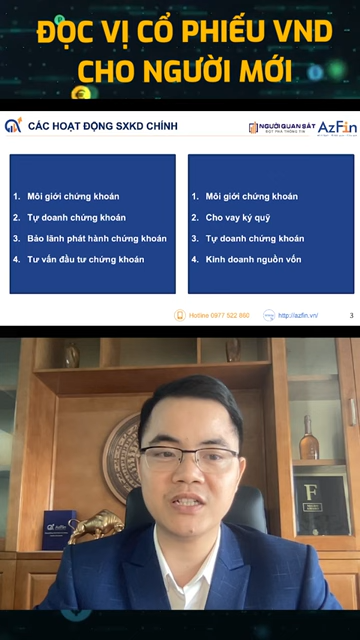 ĐỌC VỊ CỔ PHIẾU VND
CHO NGƯỜI MỚI
CÁC HOẠT ĐỘNG SXKD CHÍNH
NGƯỜI QUAN SÁT
AzFin
1. Môi giới chứng khoán
2. Tự doanh chứng khoán
3. Bảo lãnh phát hành chứng khoán
4. Tư vấn đầu tư chứng khoán
1. Môi giới chứng khoán
2. Cho vay ký quỹ
3. Tự doanh chứng khoán
4. Kinh doanh nguồn vốn
Hotline 0977 522 860
http://azfin.vn/
3
AzFin
F